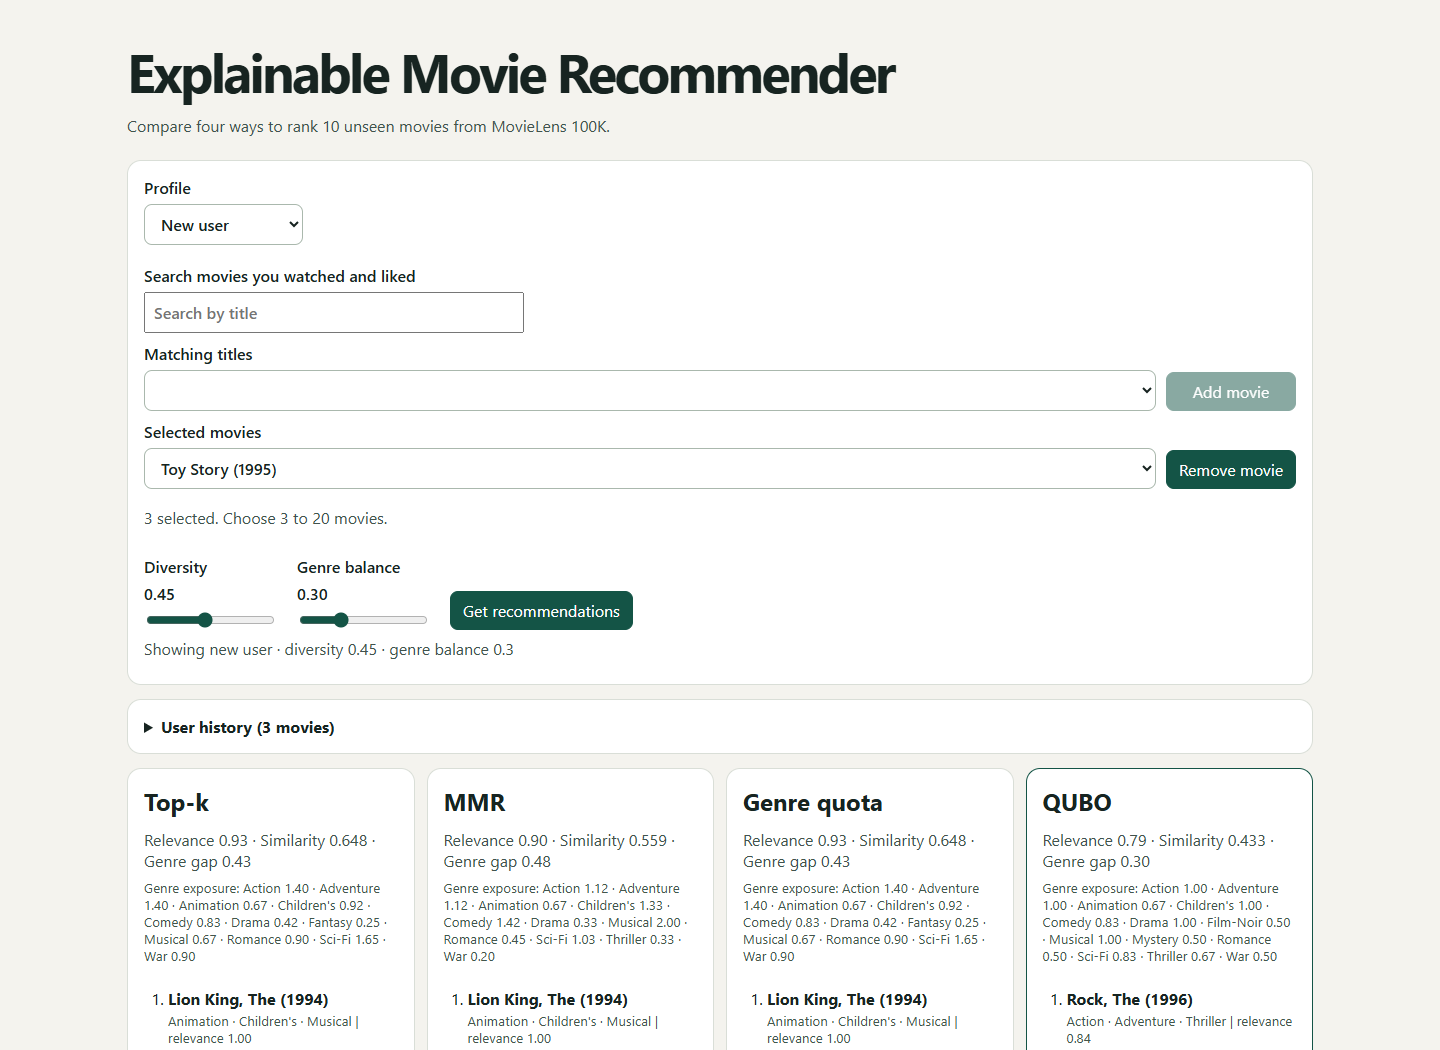 Explainable Movie Recommender
Compare four ways to rank 10 unseen movies from MovieLens 100K.
Profile
New user
Search movies you watched and liked
Search by title
Matching titles
Add movie
Selected movies
Toy Story (1995)
Remove movie
3 selected. Choose 3 to 20 movies.
Diversity
0.45
Genre balance
0.30
Get recommendations
Showing new user · diversity 0.45 · genre balance 0.3
User history (3 movies)
Top-k
Relevance 0.93 · Similarity 0.648 ·
Genre gap 0.43
Genre exposure: Action 1.40 · Adventure
1.40 · Animation 0.67 · Children's 0.92 ·
Comedy 0.83 · Drama 0.42 · Fantasy 0.25 ·
Musical 0.67 · Romance 0.90 · Sci-Fi 1.65 ·
War 0.90
1. Lion King, The (1994)
Animation · Children's · Musical |
relevance 1.00
MMR
Relevance 0.90 · Similarity 0.559 ·
Genre gap 0.48
Genre exposure: Action 1.12 · Adventure
1.12 · Animation 0.67 · Children's 1.33 ·
Comedy 1.42 · Drama 0.33 · Musical 2.00 ·
Romance 0.45 · Sci-Fi 1.03 · Thriller 0.33 ·
War 0.20
1. Lion King, The (1994)
Animation · Children's · Musical |
relevance 1.00
Genre quota
Relevance 0.93 · Similarity 0.648 ·
Genre gap 0.43
Genre exposure: Action 1.40 · Adventure
1.40 · Animation 0.67 · Children's 0.92 ·
Comedy 0.83 · Drama 0.42 · Fantasy 0.25 ·
Musical 0.67 · Romance 0.90 · Sci-Fi 1.65 ·
War 0.90
1. Lion King, The (1994)
Animation · Children's · Musical |
relevance 1.00
QUBO
Relevance 0.79 · Similarity 0.433 ·
Genre gap 0.30
Genre exposure: Action 1.00 · Adventure
1.00 · Animation 0.67 · Children's 1.00 ·
Comedy 0.83 · Drama 1.00 · Film-Noir 0.50
· Musical 1.00 · Mystery 0.50 · Romance
0.50 · Sci-Fi 0.83 · Thriller 0.67 · War 0.50
1. Rock, The (1996)
Action · Adventure · Thriller | relevance
0.84